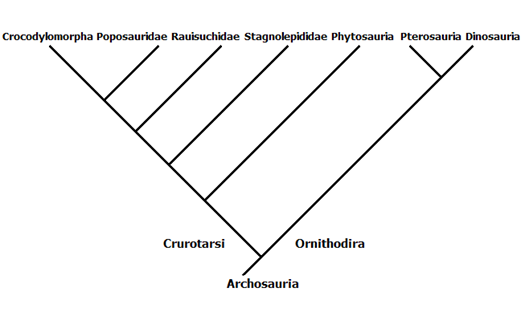 Crocodylomorpha Poposauridae Rauisuchidae Stagnolepididae Phytosauria Pterosauria Dinosauria
Crurotarsi Ornithodira
Archosauria